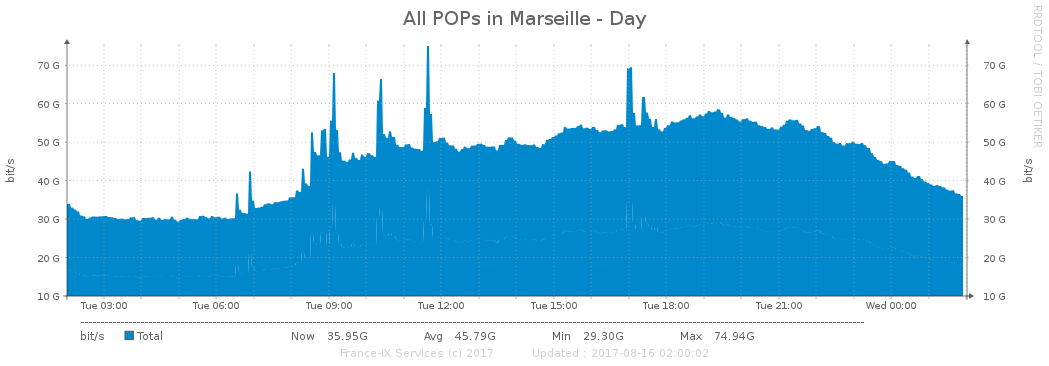 All POPs in Marseille - Day
RRDTOOL / TOBI OETIKER
bit/s
bit/s
70 G 70 G
60 G 60 G
50 G 50 G
40 G 40 G
30 G 30 G
20 G 20 G
10 G 10 G
Tue 03:00 Tue 06:00 Tue 09:00 Tue 12:00 Tue 15:00 Tue 18:00 Tue 21:00 Wed 00:00
bit/s Total Now 35.95G Avg 45.79G Min 29.30G Max 74.94G
France-IX Services (c) 2017 Updated : 2017-08-16 02:00:02